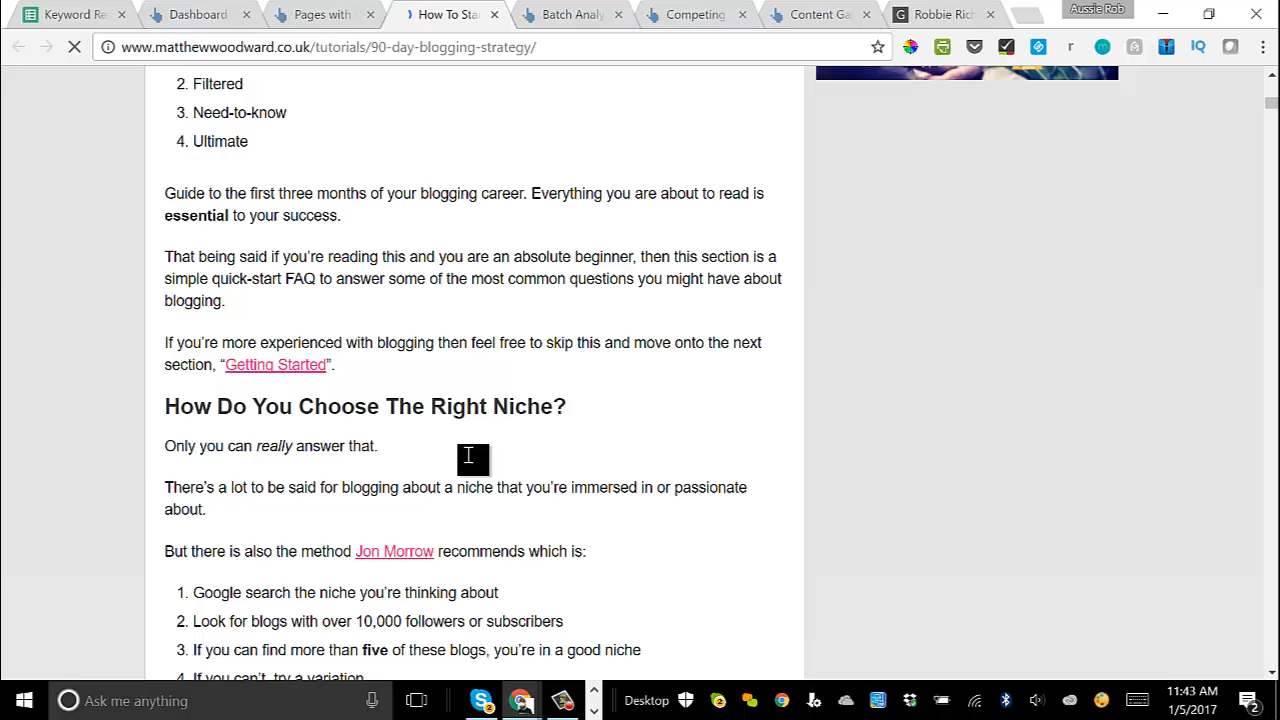 Keyword Re
Dashboard
Pages with
How To Sta
Batch Analy
Competing
Content Ga
Robbie Rich
Aussie Rob
www.matthewwoodward.co.uk/tutorials/90-day-blogging-strategy/
2. Filtered
3. Need-to-know
4. Ultimate
Guide to the first three months of your blogging career. Everything you are about to read is
essential to your success.
That being said if you're reading this and you are an absolute beginner, then this section is a
simple quick-start FAQ to answer some of the most common questions you might have about
blogging.
If you're more experienced with blogging then feel free to skip this and move onto the next
section, “Getting Started”.
How Do You Choose The Right Niche?
Only you can really answer that.
There's a lot to be said for blogging about a niche that you're immersed in or passionate
about.
But there is also the method Jon Morrow recommends which is:
1. Google search the niche you're thinking about
2. Look for blogs with over 10,000 followers or subscribers
3. If you can find more than five of these blogs, you're in a good niche
4. If you can't, try a variation
Ask me anything
Desktop
11:43 AM
1/5/2017